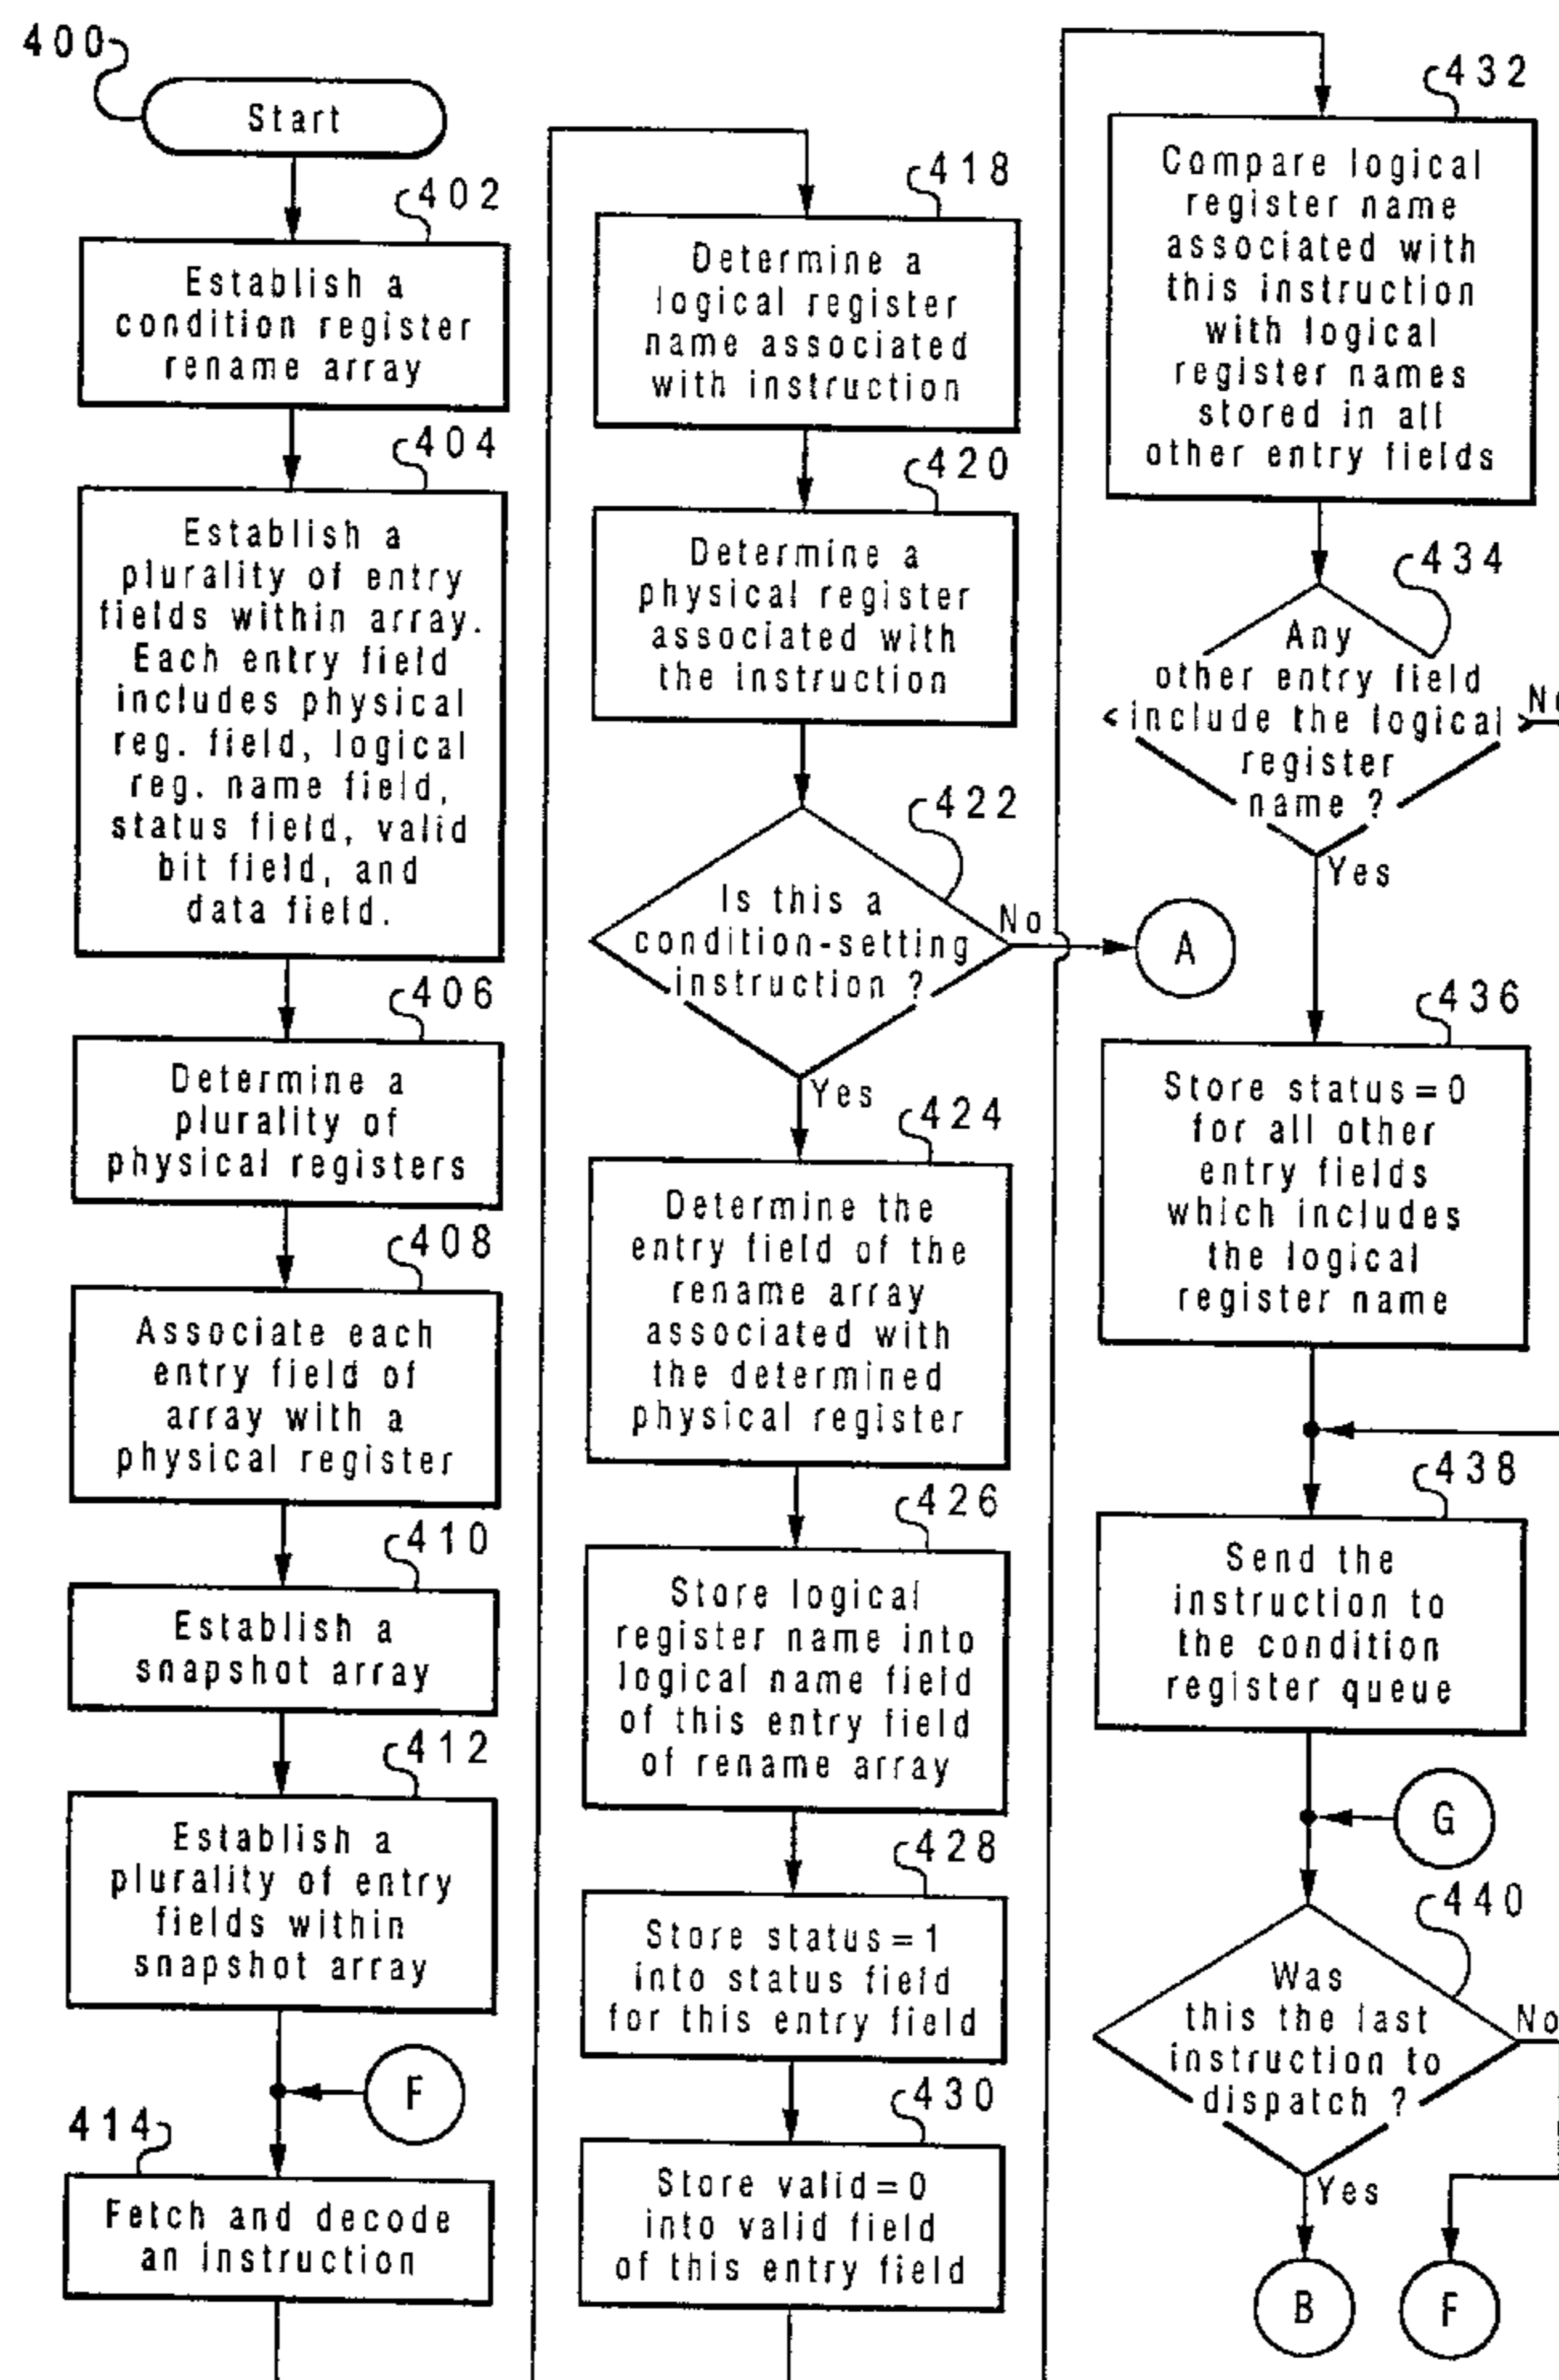 400
Start
402
Establish a
condition register
rename array
404
Establish a
plurality of entry
fields within array.
Each entry field
includes physical
reg. field, logical
reg. name field,
status field, valid
bit field, and
data field.
406
Determine a
plurality of
physical registers
408
Associate each
entry field of
array with a
physical register
410
Establish a
snapshot array
412
Establish a
plurality of entry
fields within
snapshot array
F
414
Fetch and decode
an instruction
418
Determine a
logical register
name associated
with instruction
420
Determine a
physical register
associated with
the instruction
422
Is this a
condition-setting
instruction ?
No
A
Yes
424
Determine the
entry field of the
rename array
associated with
the determined
physical register
426
Store logical
register name into
logical name field
of this entry field
of rename array
428
Store status=1
into status field
for this entry field
430
Store valid=0
into valid field
of this entry field
432
Compare logical
register name
associated with
this instruction
with logical
register names
stored in all
other entry fields
434
Any
other entry field
include the logical
register
name ?
No
Yes
436
Store status=0
for all other
entry fields
which includes
the logical
register name
438
Send the
instruction to
the condition
register queue
G
440
Was
this the last
instruction to
dispatch ?
No
Yes
B
F